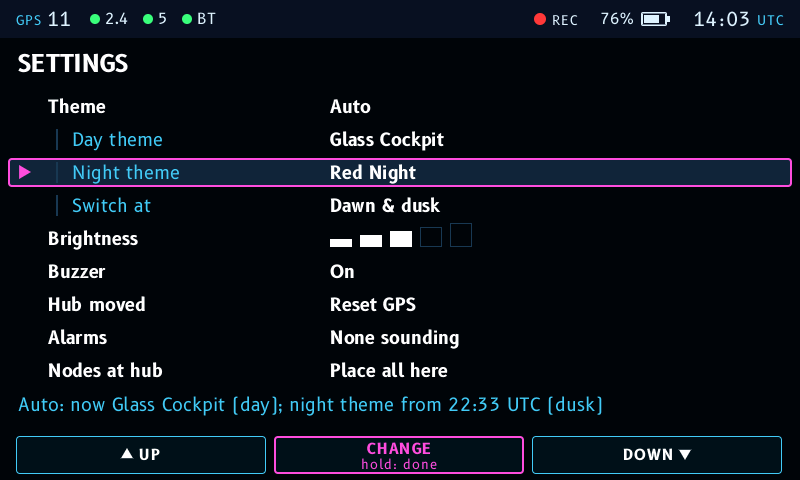 GPS 11 2.4 5 BT REC 76% 14:03 UTC
SETTINGS
Theme Auto
Day theme Glass Cockpit
Night theme Red Night
Switch at Dawn & dusk
Brightness
Buzzer On
Hub moved Reset GPS
Alarms None sounding
Nodes at hub Place all here
Auto: now Glass Cockpit (day); night theme from 22:33 UTC (dusk)
▲ UP CHANGE DOWN ▼
hold: done